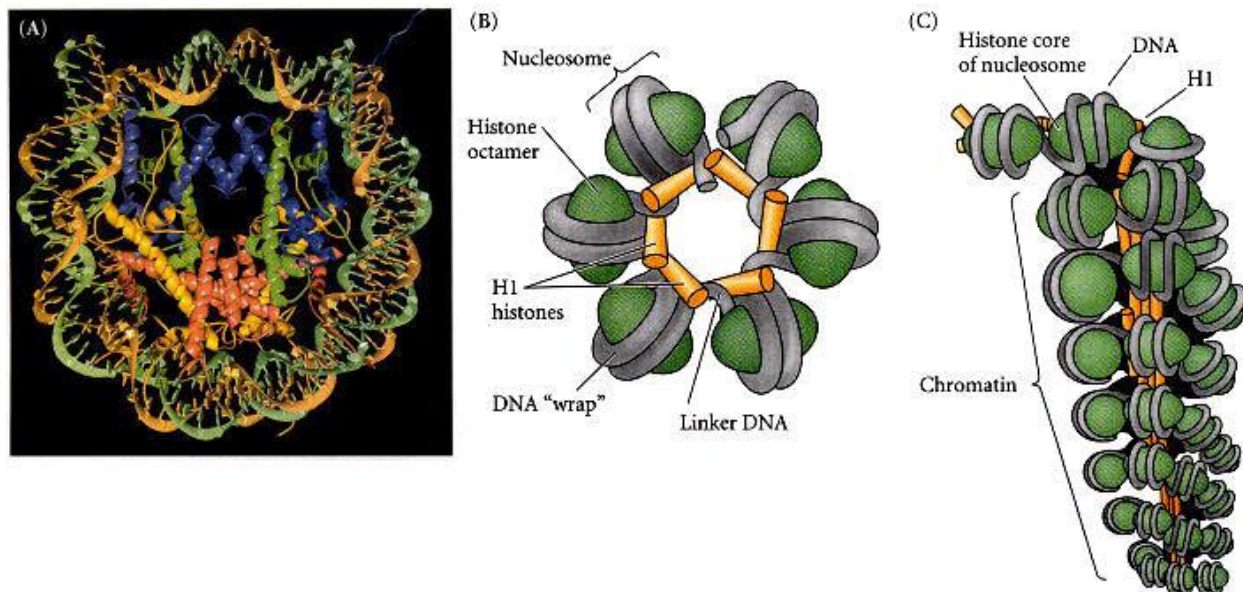 (A)
(B)
Nucleosome
Histone
octamer
H1
histones
DNA “wrap”
Linker DNA
(C)
Histone core
of nucleosome
DNA
H1
Chromatin